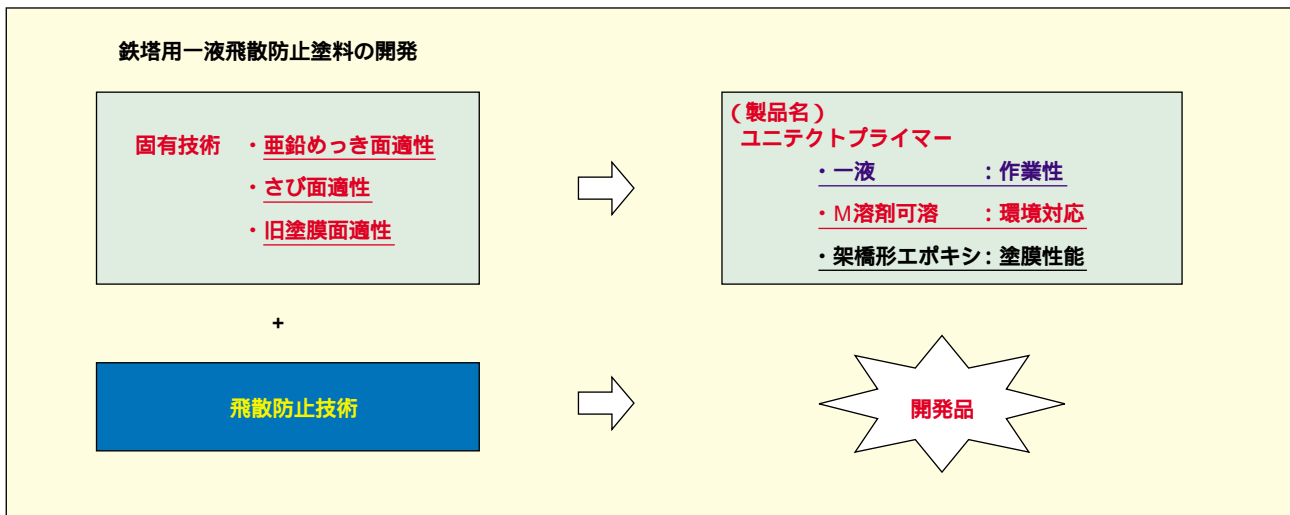 鉄塔用一液飛散防止塗料の開発
固有技術 ・亜鉛めっき面適性
・さび面適性
・旧塗膜面適性
（製品名）
ユニテクトプライマー
・一液 : 作業性
・M溶剤可溶 : 環境対応
・架橋形エポキシ : 塗膜性能
+
飛散防止技術
開発品